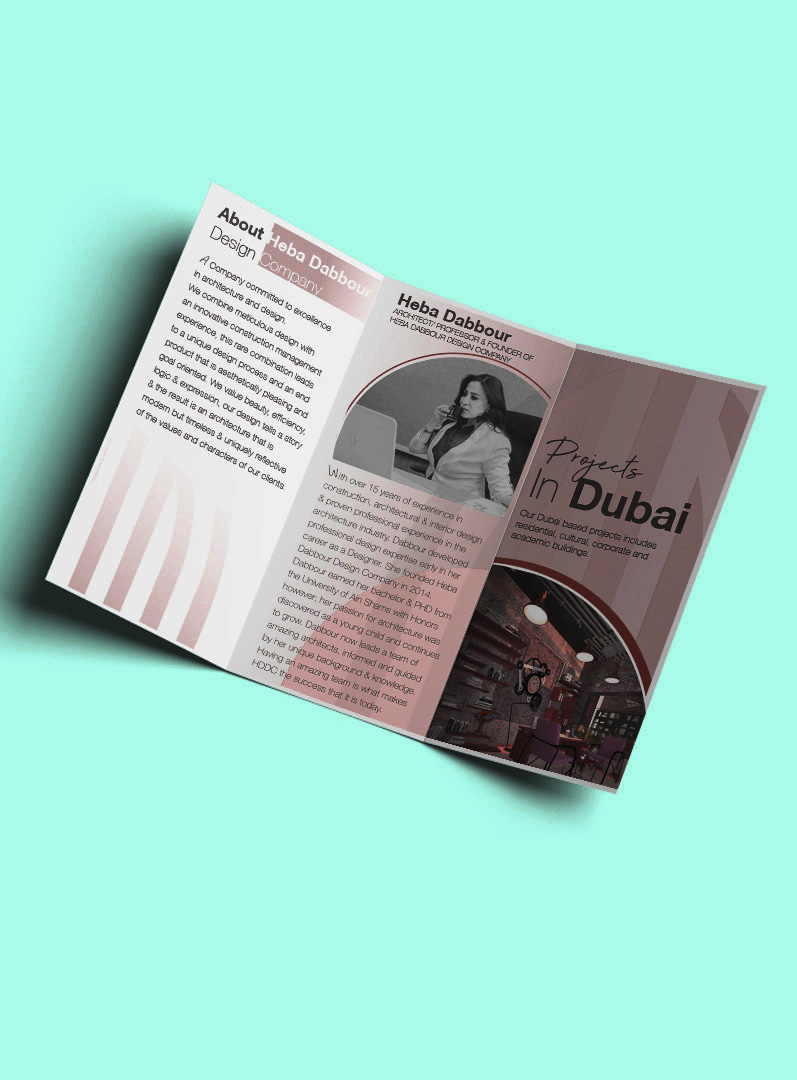 About Heba Dabbour
Design Company
A Company committed to excellence
in architecture and design.
We combine meticulous design with
an innovative construction management
experience, this rare combination leads
to a unique design process and an end
product that is aesthetically pleasing and
goal oriented. We value beauty, efficiency,
logic & expression, our design tells a story
& the result is an architecture that is
modern but timeless & uniquely reflective
of the values and characters of our clients.
Heba Dabbour
ARCHITECT/ PROFESSOR & FOUNDER OF
HEBA DABBOUR DESIGN COMPANY
With over 15 years of experience in
construction, architectural & interior design
& proven professional experience in the
architecture industry, Dabbour developed
professional design expertise early in her
career as a Designer. She founded Heba
Dabbour Design Company in 2014.
Dabbour earned her bachelor & PHD from
the University of Ain Shams with Honors
however, her passion for architecture was
discovered as a young child and continues
to grow. Dabbour now leads a team of
amazing architects, informed and guided
by her unique background & knowledge.
Having an amazing team is what makes
HDDC the success that it is today.
Projects
In Dubai
Our Dubai based projects includes
residential, cultural, corporate and
academic buildings.